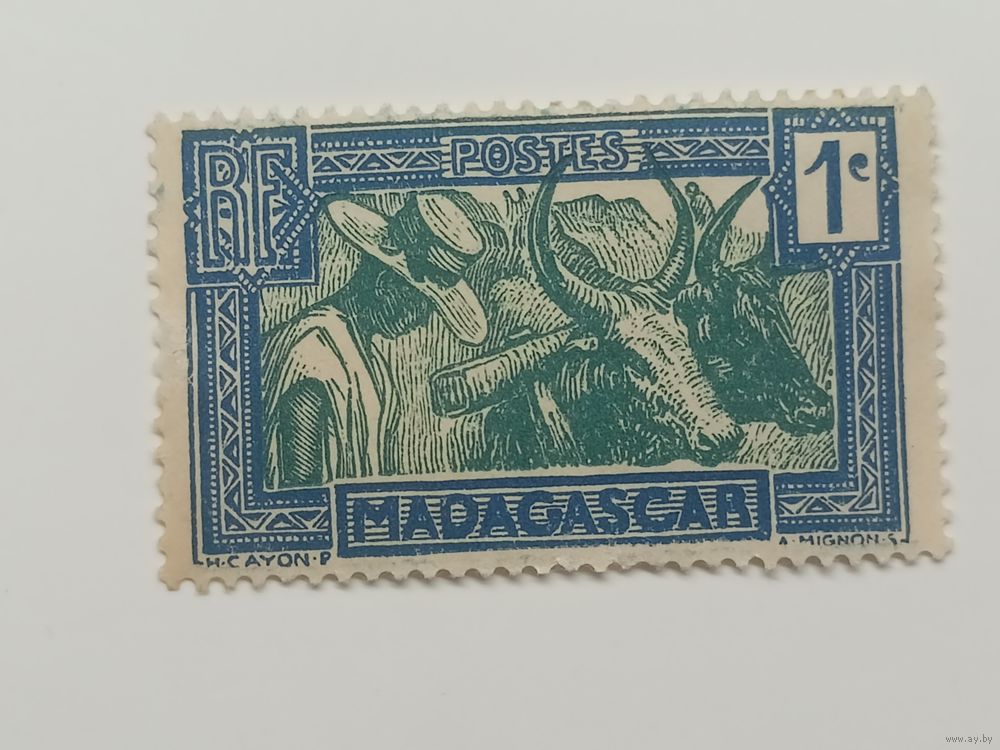 RF
POSTES
1c
MADAGASCAR
H·CAYON·P
A·MIGNON·S
www.ay.by